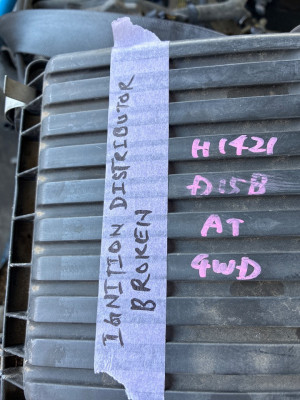 IGNITION DISTRIBUTOR
BROKEN
H1421
D15B
AT
4WD